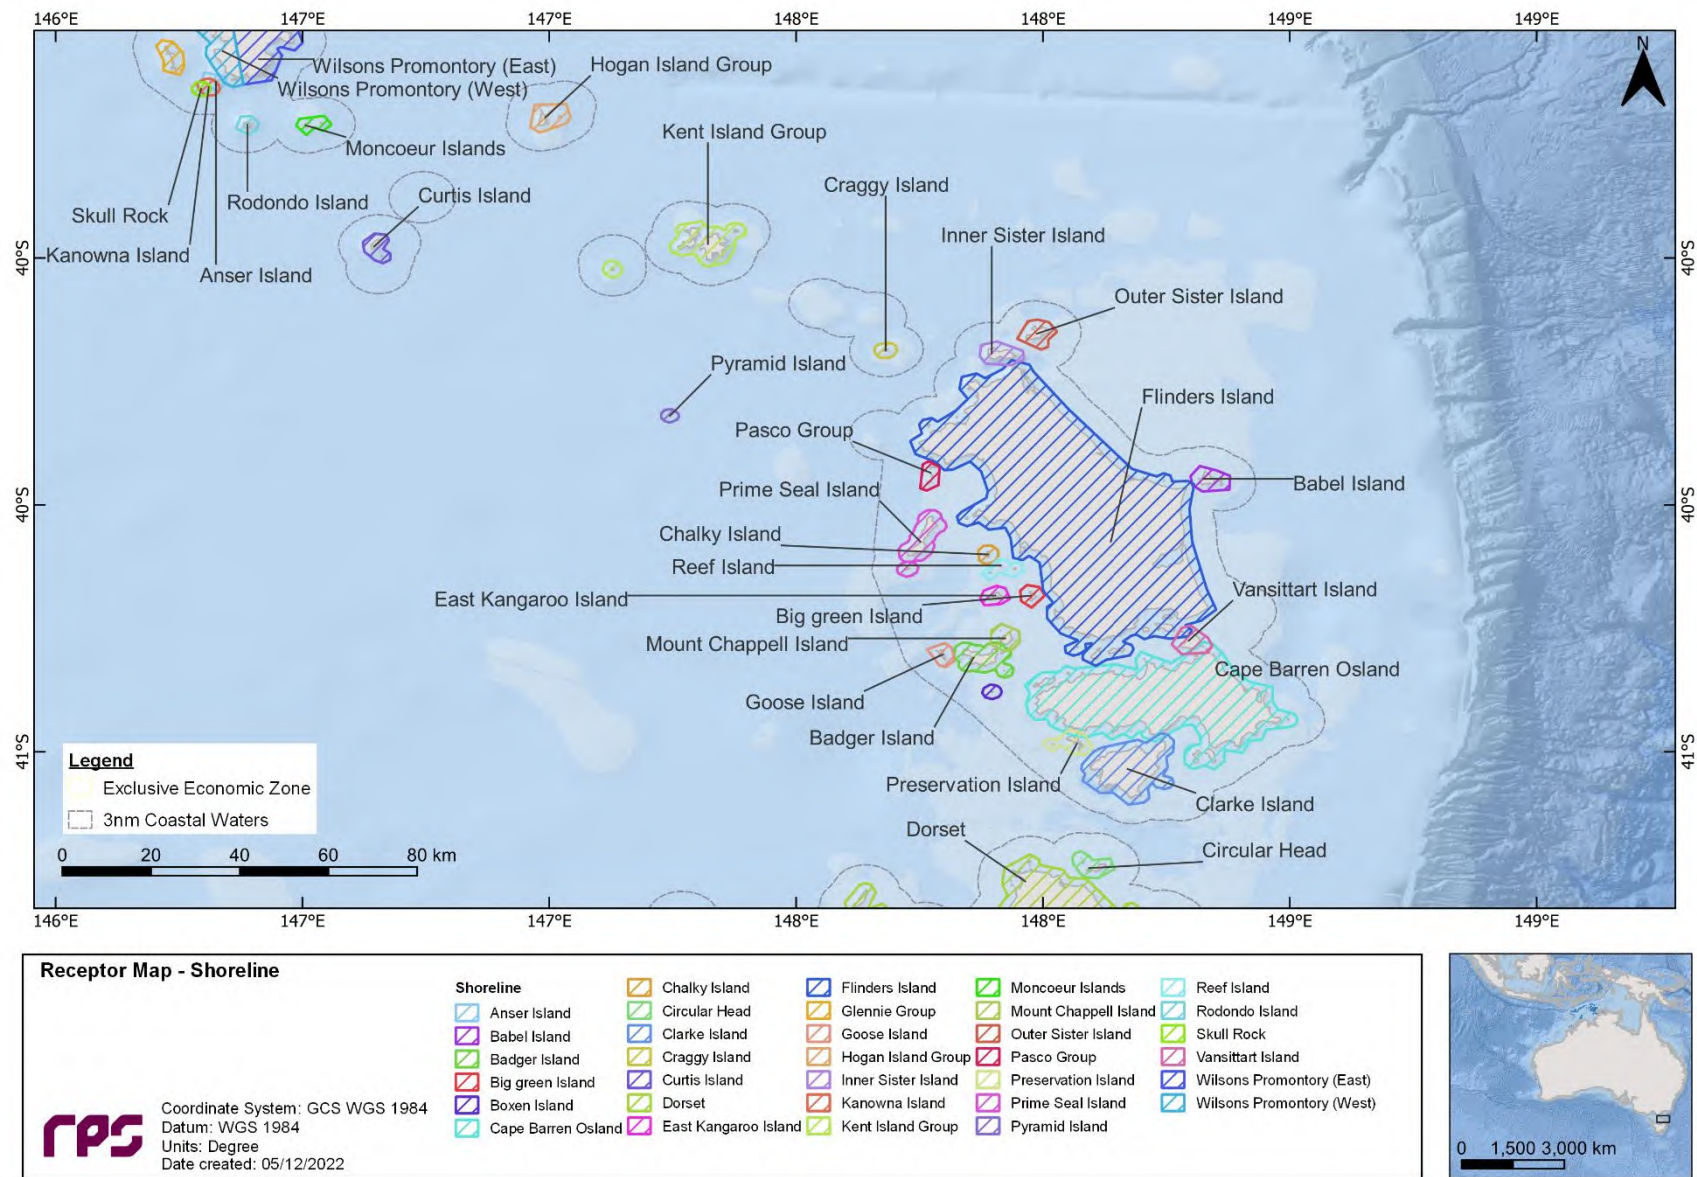 146°E 147°E 147°E 148°E 148°E 149°E 149°E
N
Wilsons Promontory (East)
Wilsons Promontory (West)
Hogan Island Group
Kent Island Group
Moncoeur Islands
Craggy Island
Skull Rock
Rodondo Island
Curtis Island
Kanowna Island
Anser Island
Inner Sister Island
Outer Sister Island
40°S
40°S
Pyramid Island
Flinders Island
Pasco Group
Prime Seal Island
Babel Island
40°S
40°S
Chalky Island
Reef Island
East Kangaroo Island
Big green Island
Vansittart Island
Mount Chappell Island
Cape Barren Osland
Goose Island
Badger Island
41°S
41°S
Preservation Island
Clarke Island
Dorset
Circular Head
Legend
Exclusive Economic Zone
3nm Coastal Waters
0 20 40 60 80 km
146°E 147°E 147°E 148°E 148°E 149°E 149°E
Receptor Map - Shoreline
Shoreline
Anser Island
Babel Island
Badger Island
Big green Island
Boxen Island
Cape Barren Osland
Chalky Island
Circular Head
Clarke Island
Craggy Island
Curtis Island
Dorset
East Kangaroo Island
Flinders Island
Glennie Group
Goose Island
Hogan Island Group
Inner Sister Island
Kanowna Island
Kent Island Group
Moncoeur Islands
Mount Chappell Island
Outer Sister Island
Pasco Group
Preservation Island
Prime Seal Island
Pyramid Island
Reef Island
Rodondo Island
Skull Rock
Vansittart Island
Wilsons Promontory (East)
Wilsons Promontory (West)
rps
Coordinate System: GCS WGS 1984
Datum: WGS 1984
Units: Degree
Date created: 05/12/2022
0 1,500 3,000 km